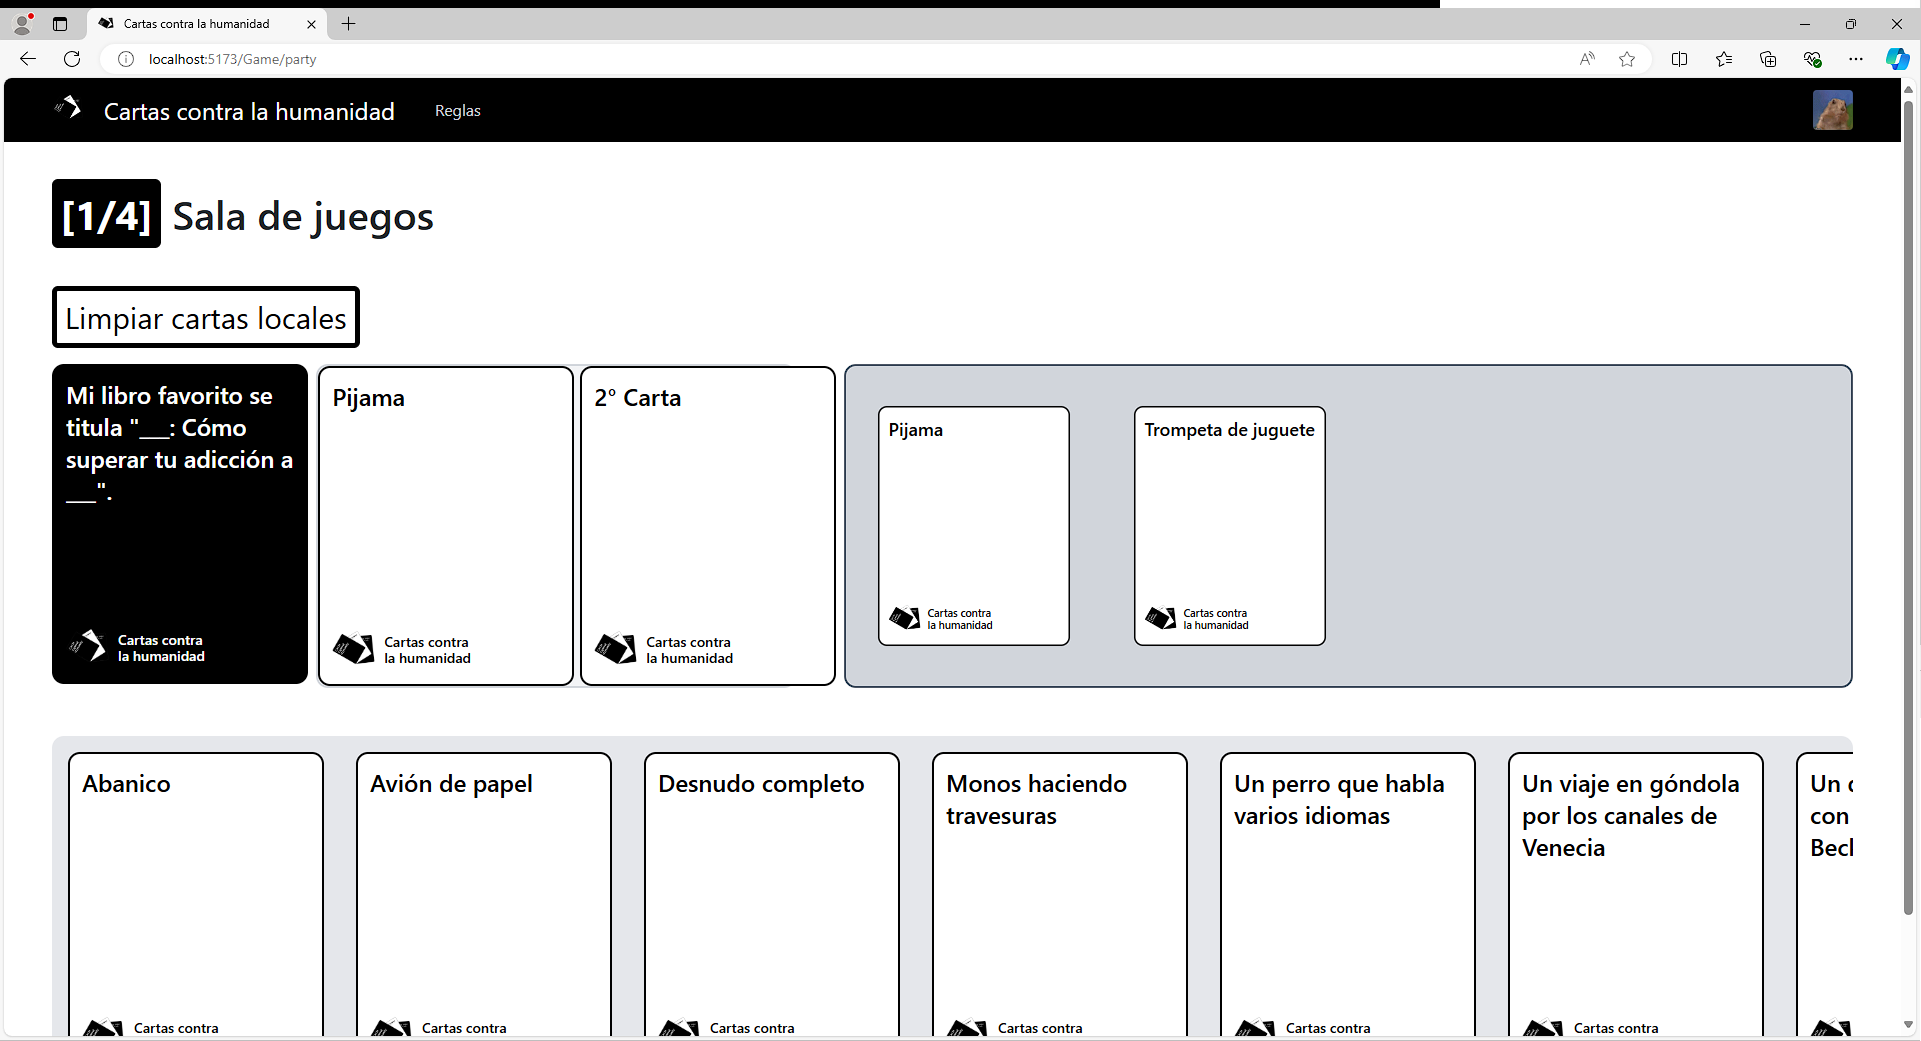 Cartas contra la humanidad
localhost:5173/Game/party
Cartas contra la humanidad
Reglas
[1/4] Sala de juegos
Limpiar cartas locales
Mi libro favorito se
titula "___: Cómo
superar tu adicción a
___".
Cartas contra
la humanidad
Pijama
Cartas contra
la humanidad
2° Carta
Cartas contra
la humanidad
Pijama
Cartas contra
la humanidad
Trompeta de juguete
Cartas contra
la humanidad
Abanico
Cartas contra
Avión de papel
Cartas contra
Desnudo completo
Cartas contra
Monos haciendo
travesuras
Cartas contra
Un perro que habla
varios idiomas
Cartas contra
Un viaje en góndola
por los canales de
Venecia
Cartas contra
Un
con